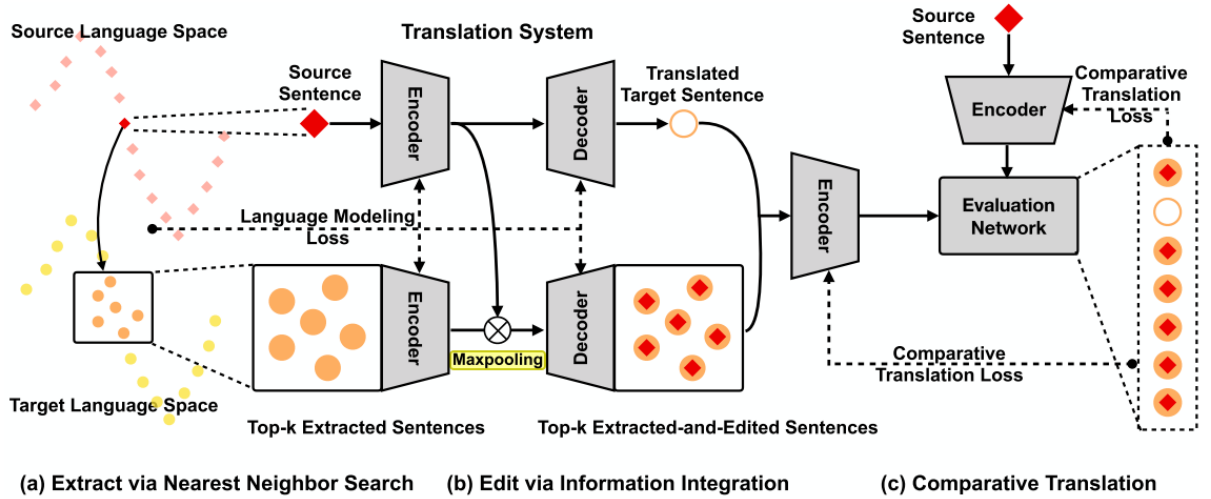 Source Language Space
Translation System
Source
Sentence
Encoder
Decoder
Translated
Target Sentence
Source
Sentence
Encoder
Comparative
Translation
Loss
Language Modeling
Loss
Encoder
Evaluation
Network
Encoder
Maxpooling
Decoder
Comparative
Translation Loss
Target Language Space
Top-k Extracted Sentences
Top-k Extracted-and-Edited Sentences
(a) Extract via Nearest Neighbor Search
(b) Edit via Information Integration
(c) Comparative Translation